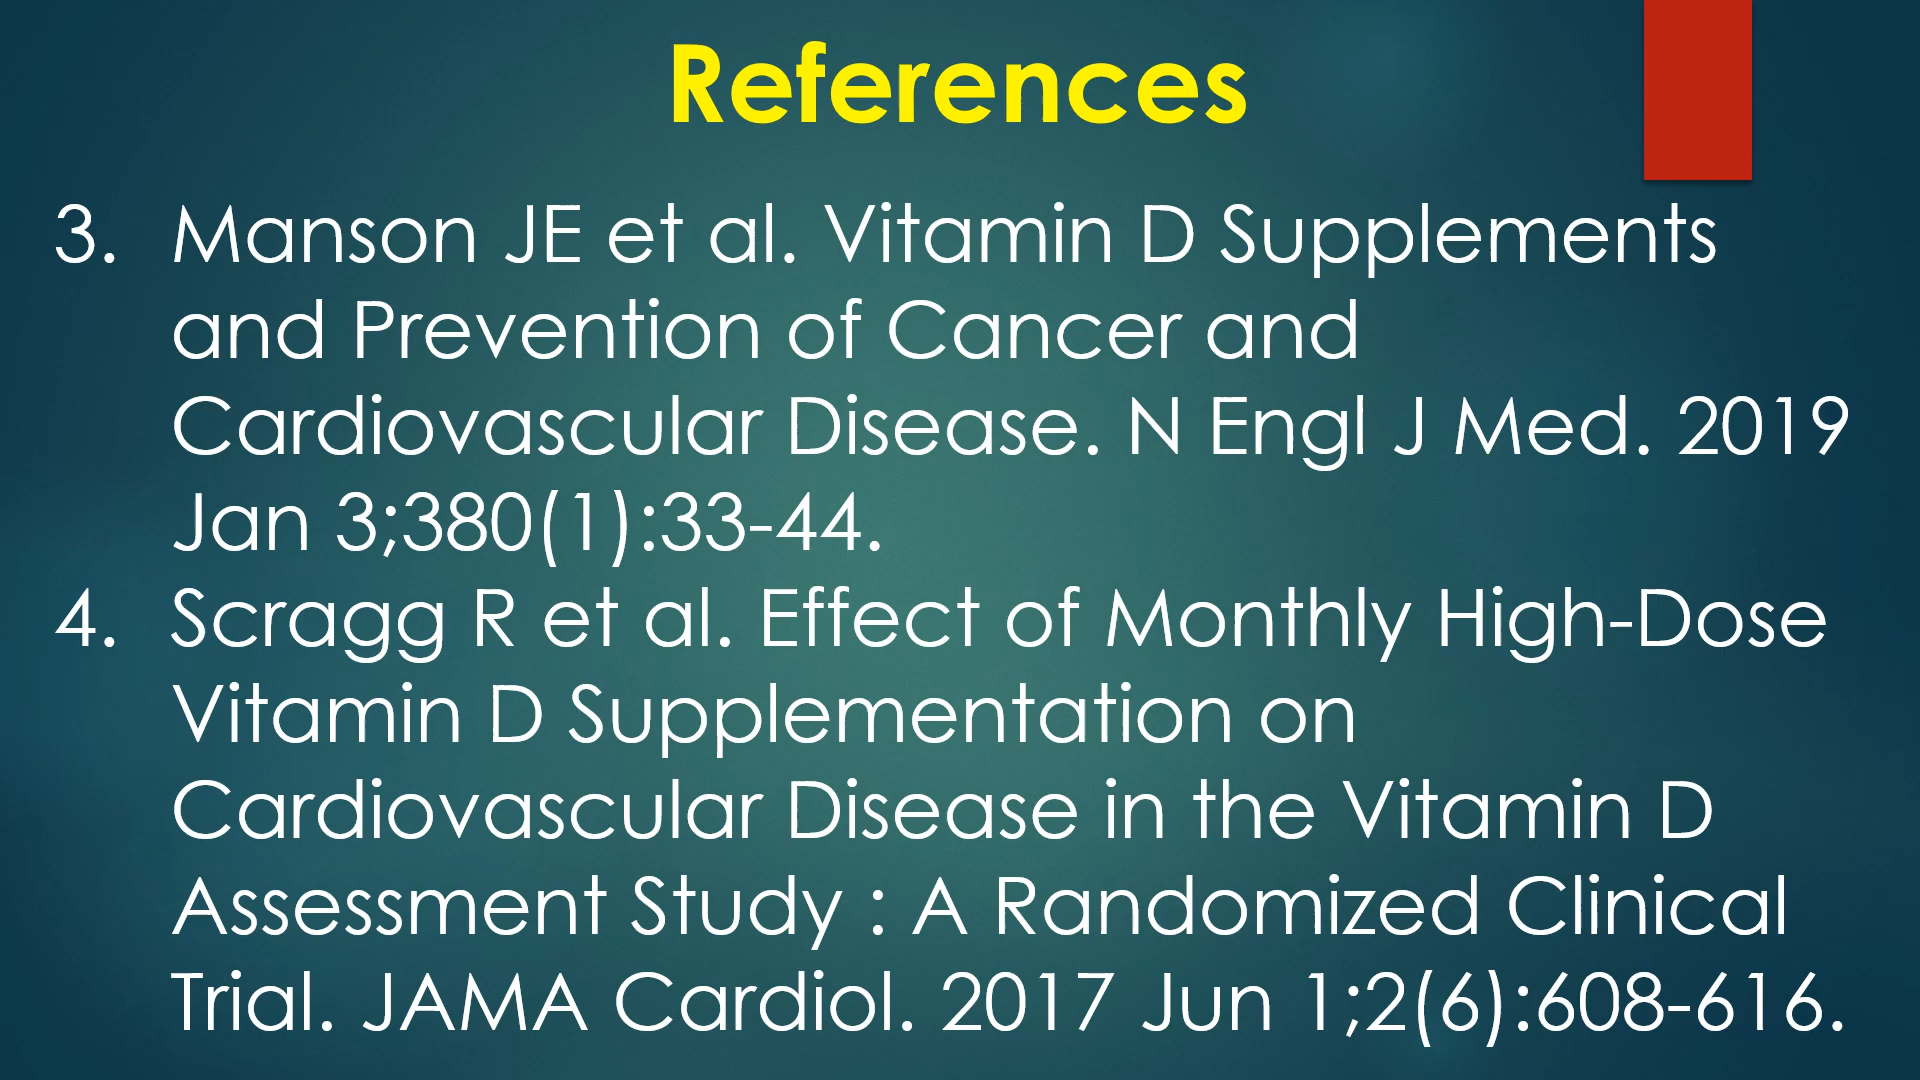 References
3. Manson JE et al. Vitamin D Supplements
and Prevention of Cancer and
Cardiovascular Disease. N Engl J Med. 2019
Jan 3;380(1):33-44.
4. Scragg R et al. Effect of Monthly High-Dose
Vitamin D Supplementation on
Cardiovascular Disease in the Vitamin D
Assessment Study : A Randomized Clinical
Trial. JAMA Cardiol. 2017 Jun 1;2(6):608-616.